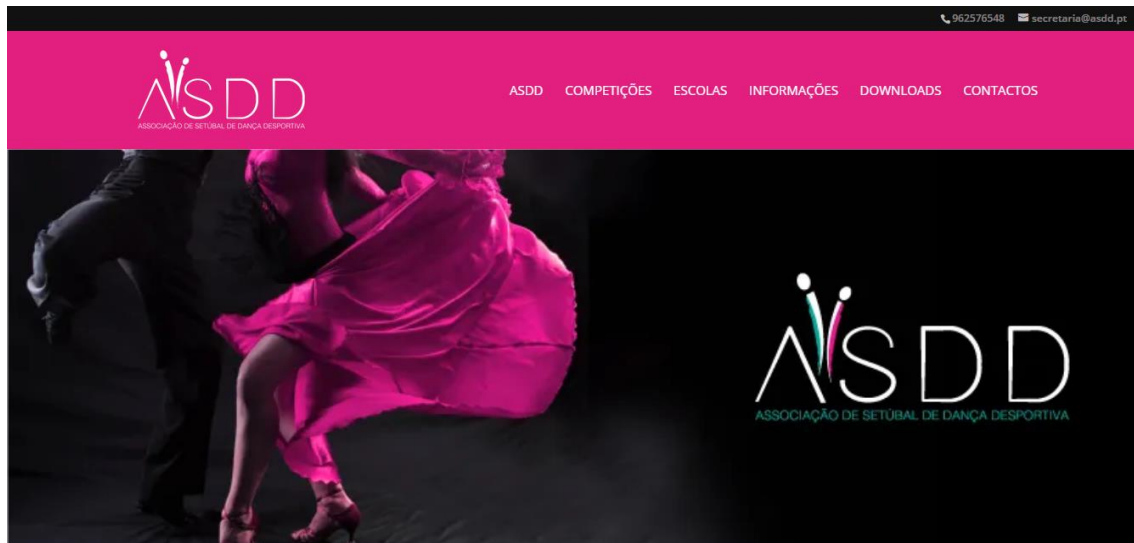 962576548 secretaria@asdd.pt
ASDD
ASSOCIAÇÃO DE SETÚBAL DE DANÇA DESPORTIVA
ASDD COMPETIÇÕES ESCOLAS INFORMAÇÕES DOWNLOADS CONTACTOS
ASDD
ASSOCIAÇÃO DE SETÚBAL DE DANÇA DESPORTIVA